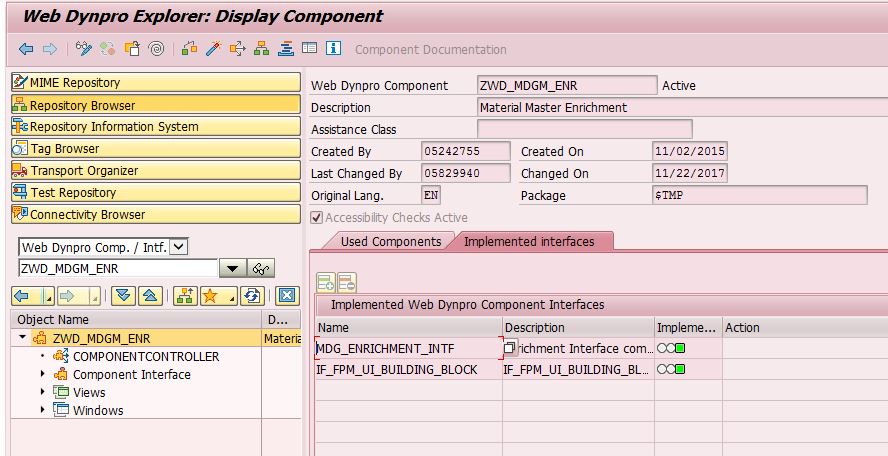 Web Dynpro Explorer: Display Component
Component Documentation
MIME Repository
Repository Browser
Repository Information System
Tag Browser
Transport Organizer
Test Repository
Connectivity Browser
Web Dynpro Comp. / Intf.
ZWD_MDGM_ENR
Object Name D...
ZWD_MDGM_ENR Materia
COMPONENTCONTROLLER
Component Interface
Views
Windows
Web Dynpro Component ZWD_MDGM_ENR Active
Description Material Master Enrichment
Assistance Class
Created By 05242755 Created On 11/02/2015
Last Changed By 05829940 Changed On 11/22/2017
Original Lang. EN Package $TMP
Accessibility Checks Active
Used Components Implemented interfaces
Implemented Web Dynpro Component Interfaces
Name Description Impleme... Action
MDG_ENRICHMENT_INTF richment Interface com...
IF_FPM_UI_BUILDING_BLOCK IF_FPM_UI_BUILDING_BL...